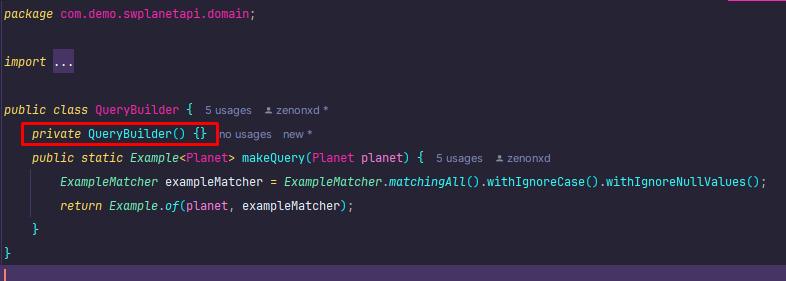 package com.demo.swplanetapi.domain;
import ...
public class QueryBuilder { 5 usages zenonxd *
private QueryBuilder() {} no usages new *
public static Example<Planet> makeQuery(Planet planet) { 5 usages zenonxd
ExampleMatcher exampleMatcher = ExampleMatcher.matchingAll().withIgnoreCase().withIgnoreNullValues();
return Example.of(planet, exampleMatcher);
}
}